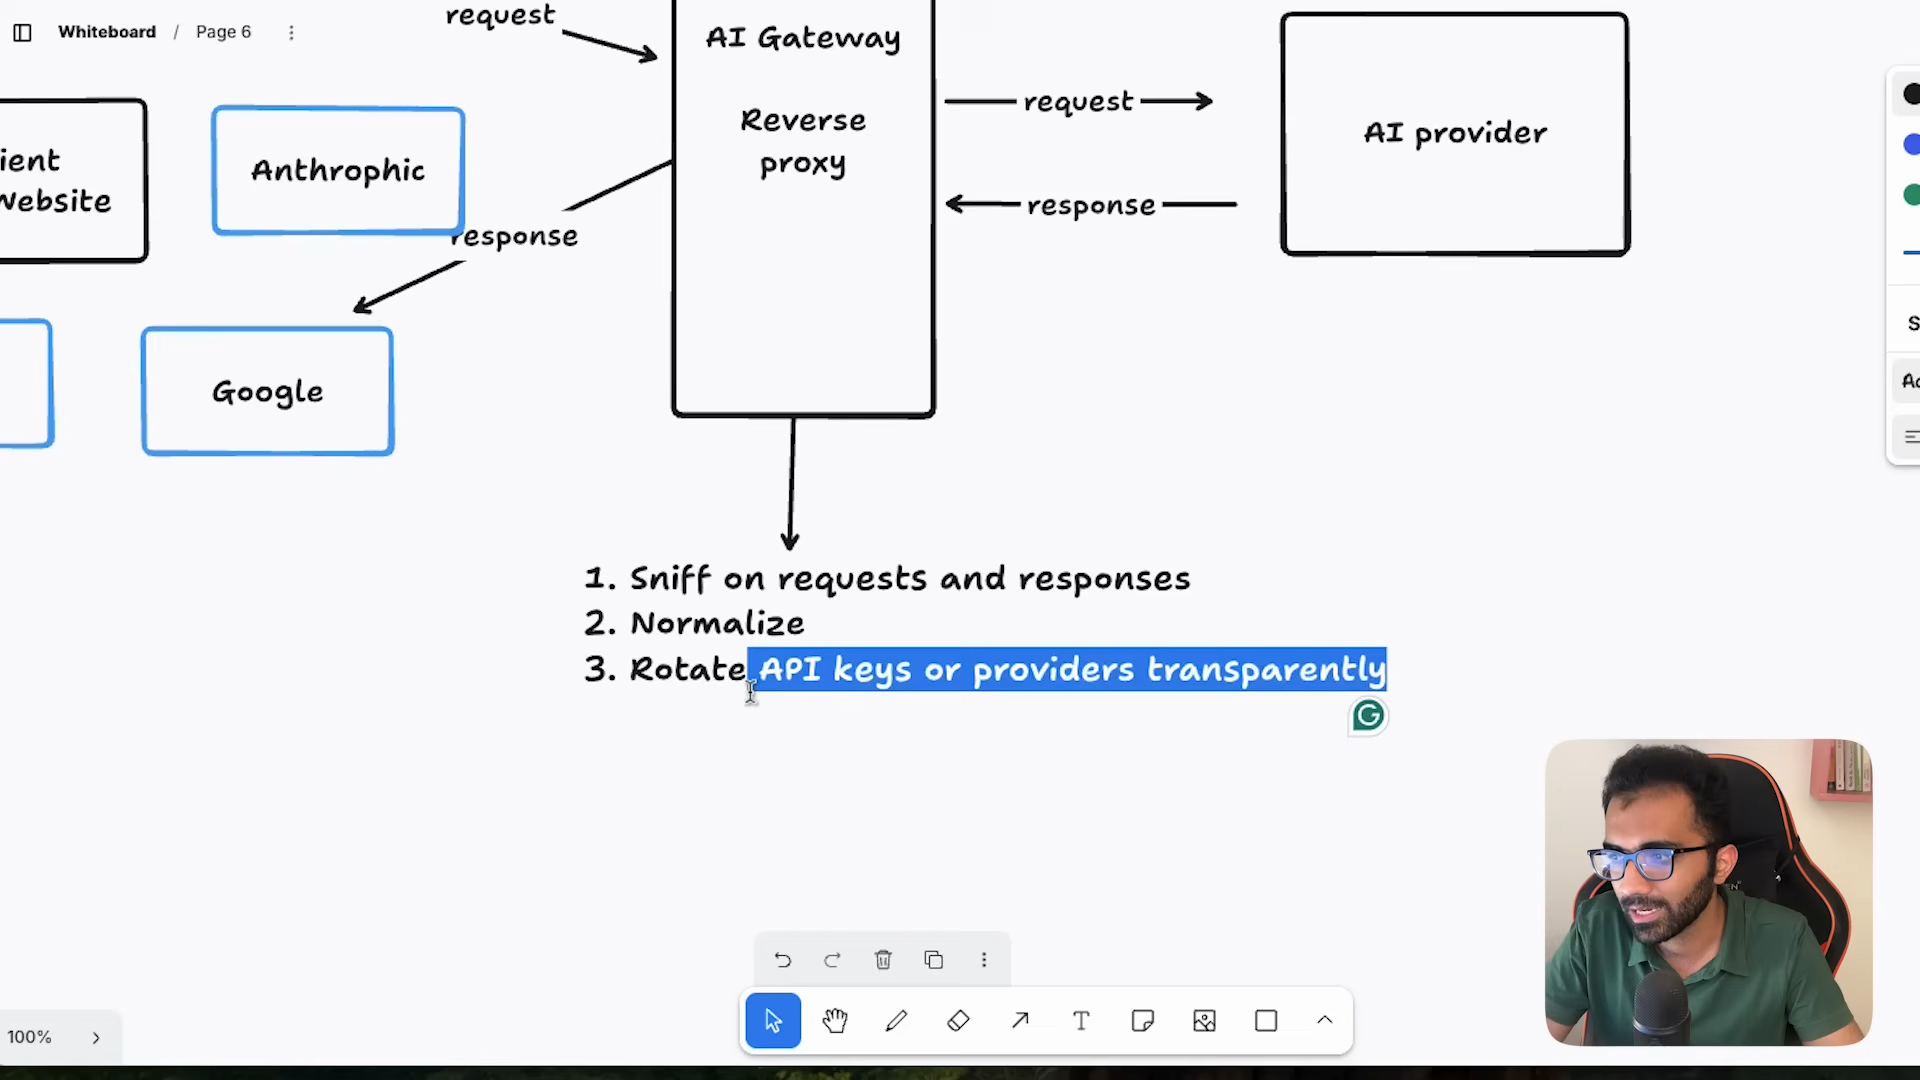 Whiteboard / Page 6
request
AI Gateway
Reverse
proxy
request
response
AI provider
ient
Website
Anthrophic
response
Google
1. Sniff on requests and responses
2. Normalize
3. Rotate API keys or providers transparently
100%